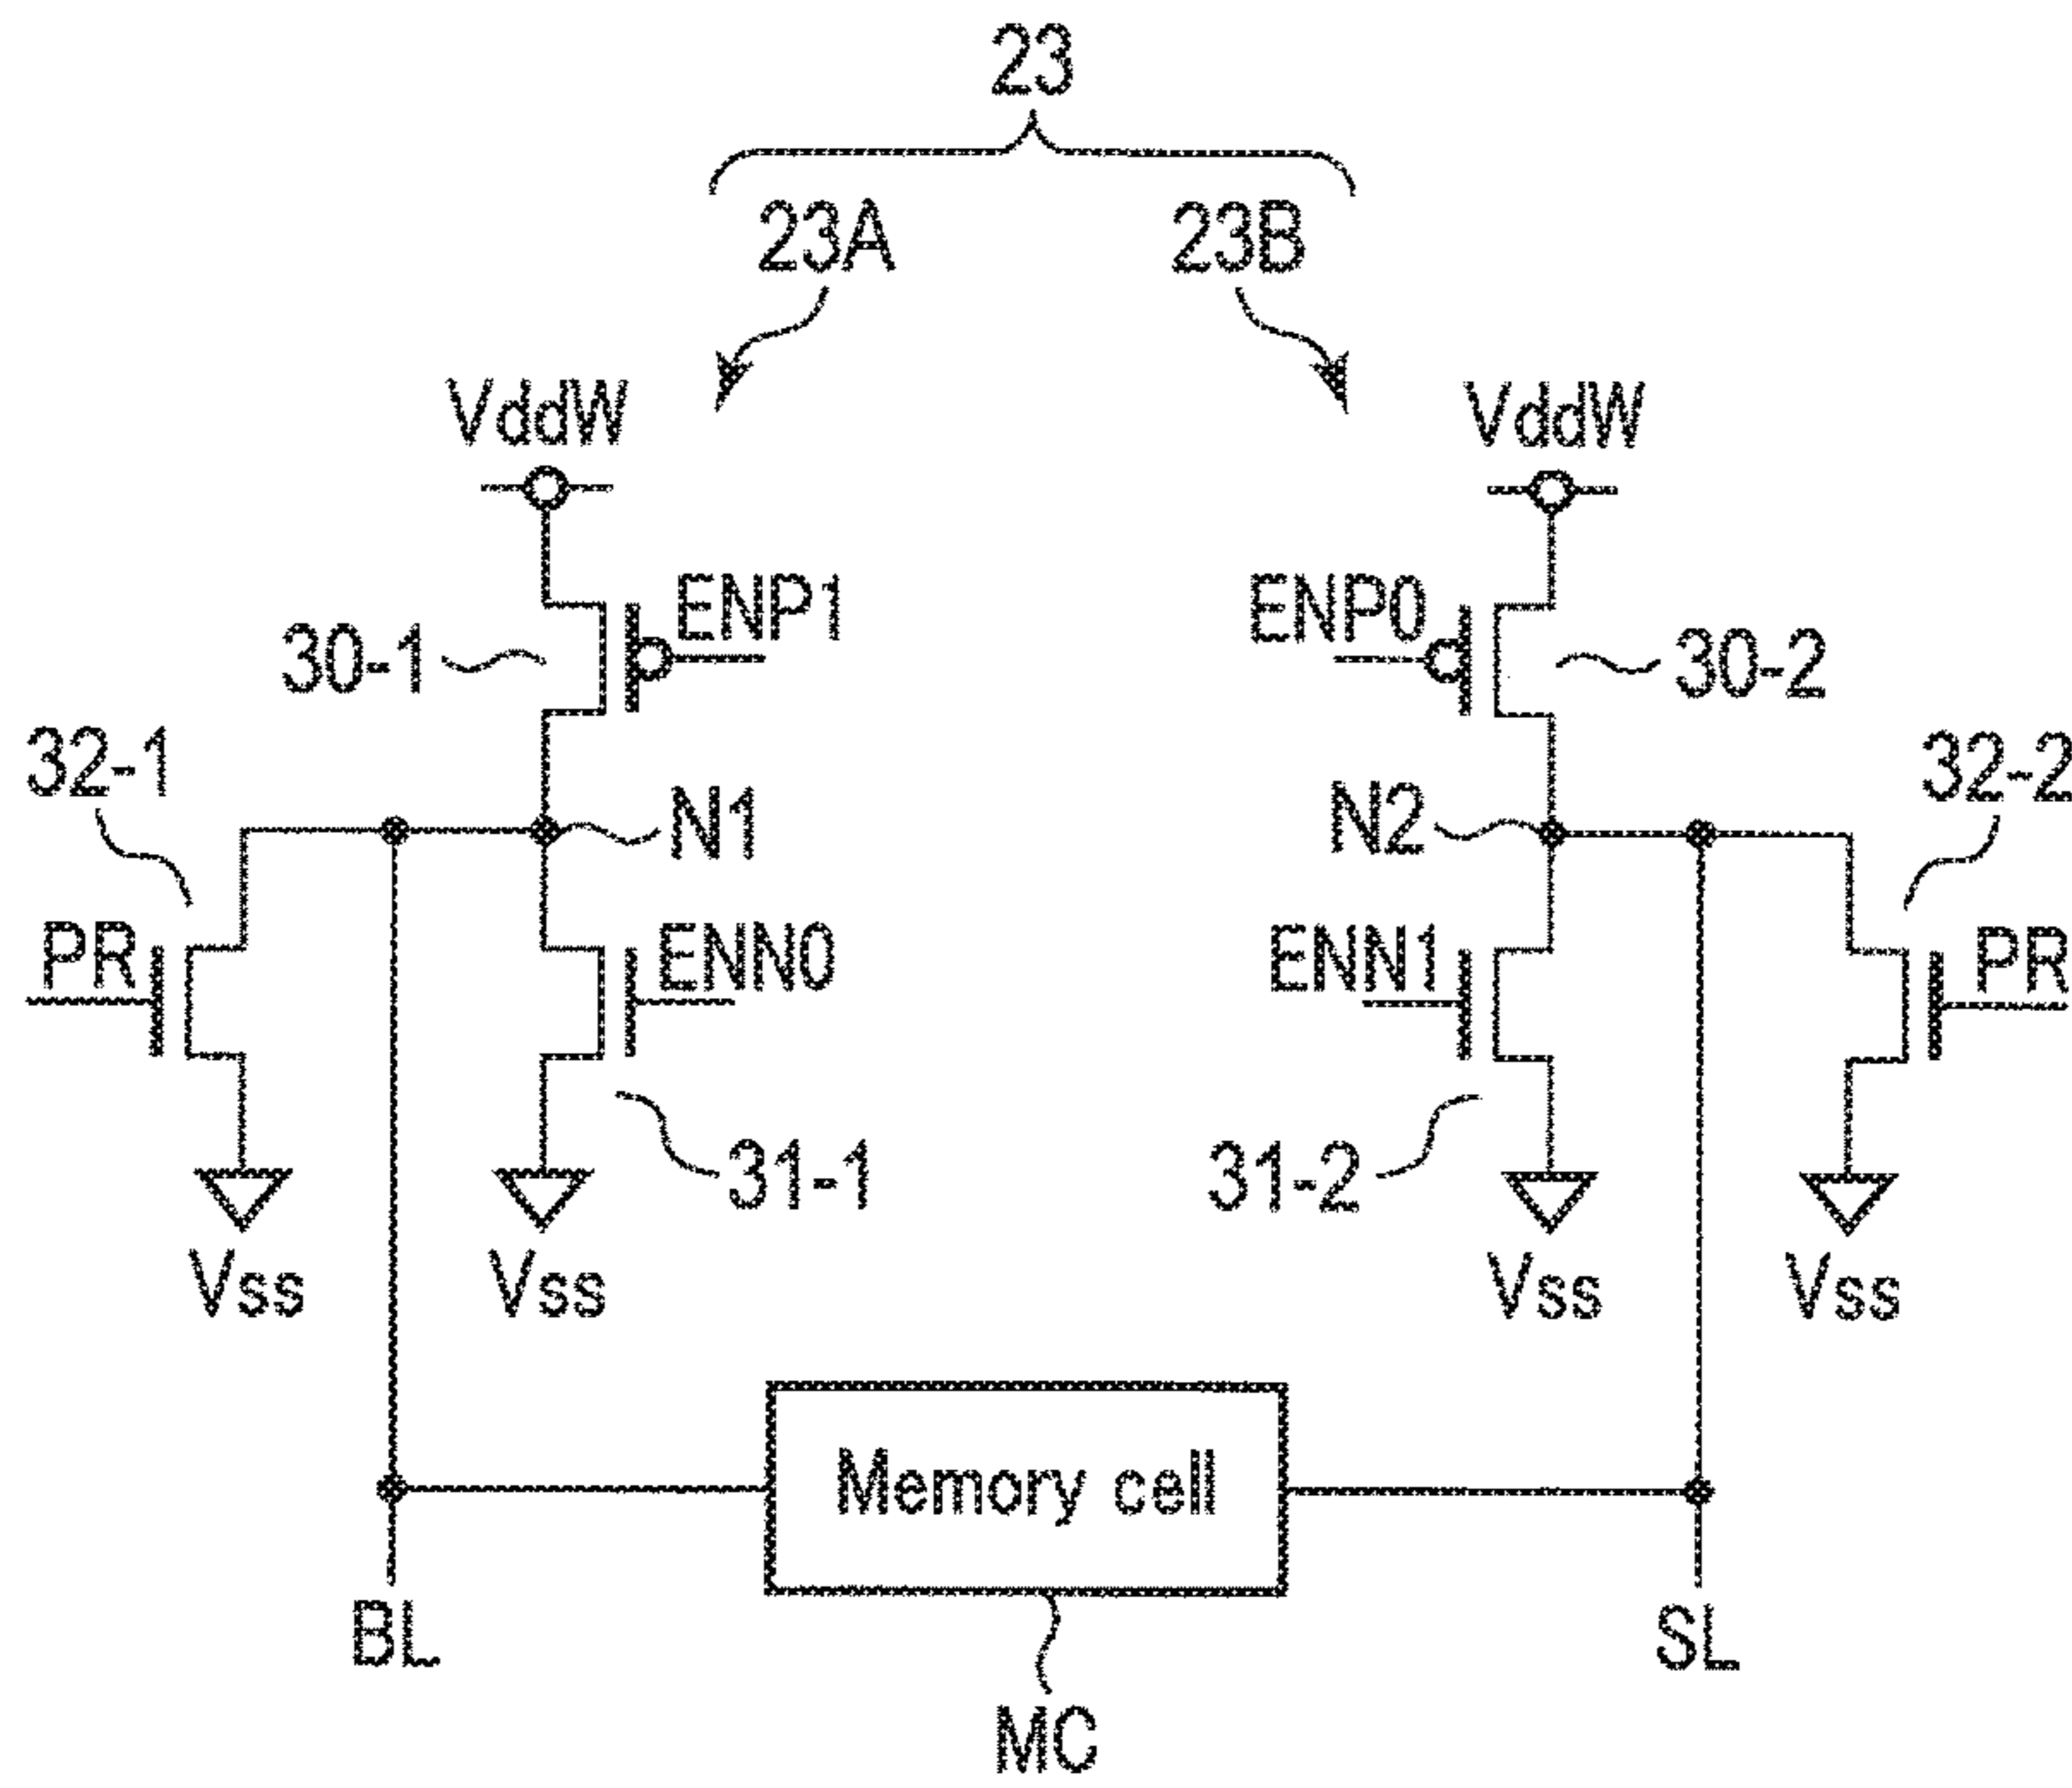 23
23A
23B
VddW
VddW
ENP1
ENP0
30-1
30-2
32-1
32-2
N1
N2
PR
ENN0
ENN1
PR
31-1
31-2
Vss
Vss
Vss
Vss
Memory cell
BL
SL
MC